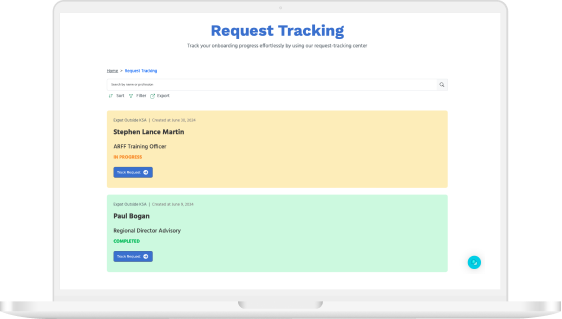 Request Tracking
Track your onboarding progress effortlessly by using our request-tracking center
Home > Request Tracking
Search by name or profession
Sort Filter Export
Expat Outside KSA | Created at June 10, 2024
Stephen Lance Martin
ARFF Training Officer
IN PROGRESS
Track Request
Expat Outside KSA | Created at June 9, 2024
Paul Bogan
Regional Director Advisory
COMPLETED
Track Request